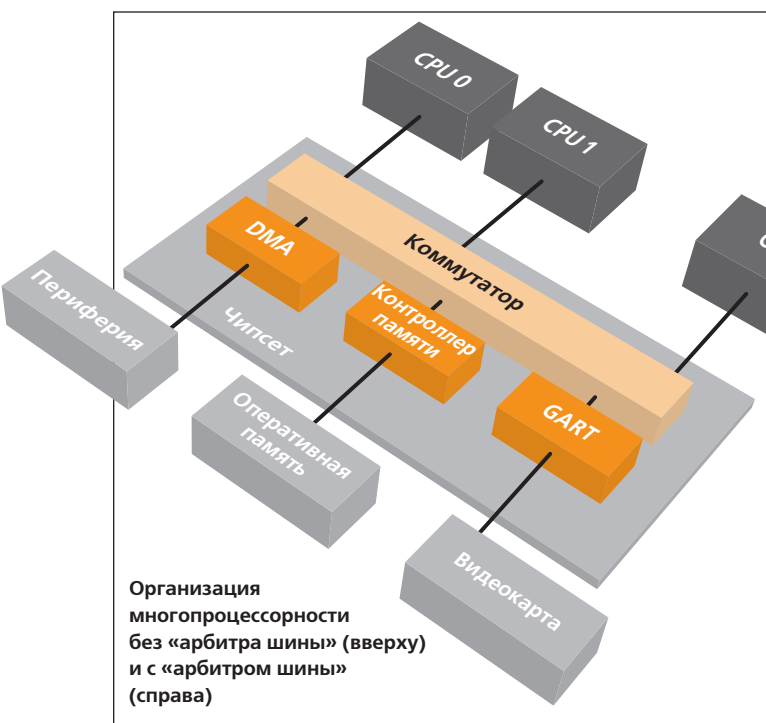 CPU 0
CPU 1
DMA
Коммутатор
Периферия
Чипсет
Контроллер
памяти
Оперативная
память
GART
Видеокарта
Организация
многопроцессорности
без «арбитра шины» (вверху)
и с «арбитром шины»
(справа)